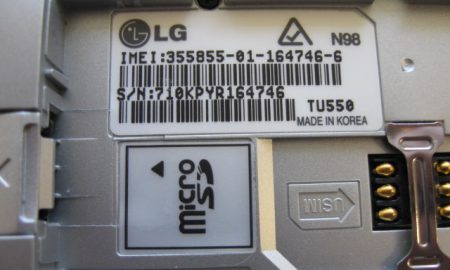 LG N98
IMEI:355855-01-164746-6
S/N:710KPYR164746
TU550
MADE IN KOREA
micro
SD
USIM